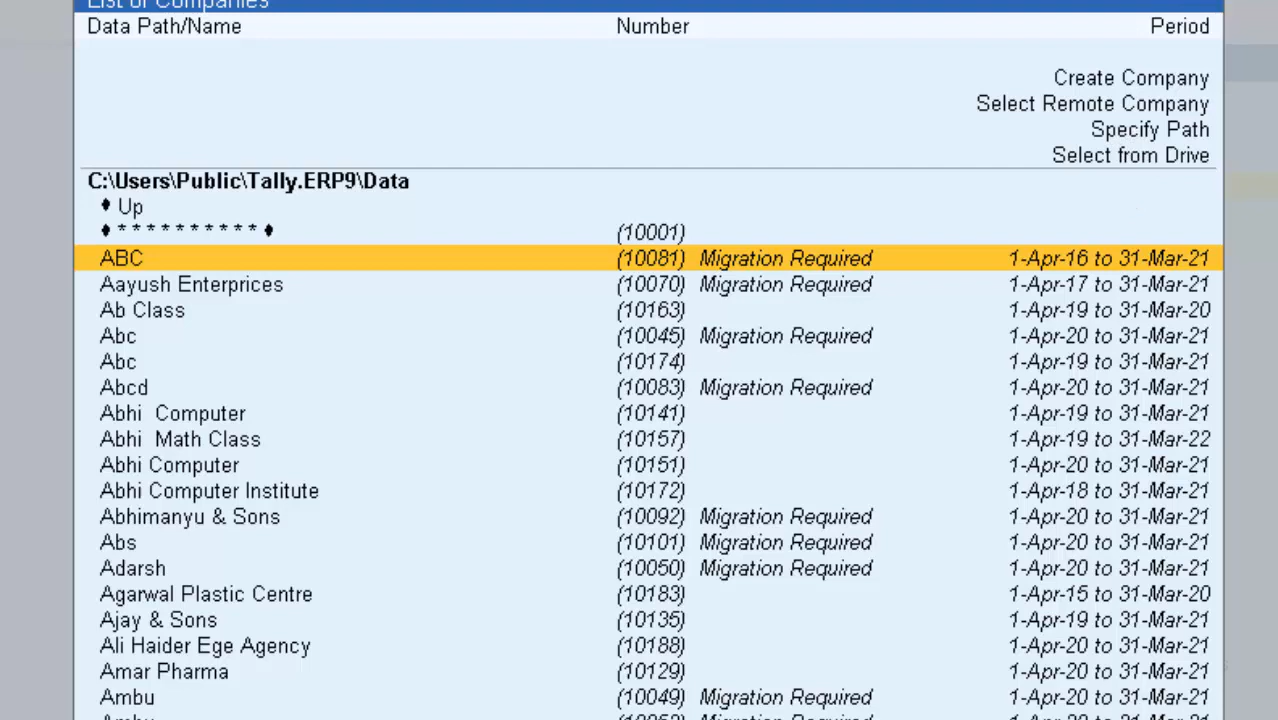 List of Companies
Data Path/Name Number Period
Create Company
Select Remote Company
Specify Path
Select from Drive
C:\Users\Public\Tally.ERP9\Data
♦ Up
♦ * * * * * * * * * * ♦ (10001)
ABC (10081) Migration Required 1-Apr-16 to 31-Mar-21
Aayush Enterprices (10070) Migration Required 1-Apr-17 to 31-Mar-21
Ab Class (10163) 1-Apr-19 to 31-Mar-20
Abc (10045) Migration Required 1-Apr-20 to 31-Mar-21
Abc (10174) 1-Apr-19 to 31-Mar-21
Abcd (10083) Migration Required 1-Apr-20 to 31-Mar-21
Abhi  Computer (10141) 1-Apr-19 to 31-Mar-21
Abhi  Math Class (10157) 1-Apr-19 to 31-Mar-22
Abhi Computer (10151) 1-Apr-20 to 31-Mar-21
Abhi Computer Institute (10172) 1-Apr-18 to 31-Mar-21
Abhimanyu & Sons (10092) Migration Required 1-Apr-20 to 31-Mar-21
Abs (10101) Migration Required 1-Apr-20 to 31-Mar-21
Adarsh (10050) Migration Required 1-Apr-20 to 31-Mar-21
Agarwal Plastic Centre (10183) 1-Apr-15 to 31-Mar-20
Ajay & Sons (10135) 1-Apr-19 to 31-Mar-21
Ali Haider Ege Agency (10188) 1-Apr-20 to 31-Mar-21
Amar Pharma (10129) 1-Apr-20 to 31-Mar-21
Ambu (10049) Migration Required 1-Apr-20 to 31-Mar-21